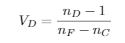 V_D = \frac{n_D - 1}{n_F - n_C}